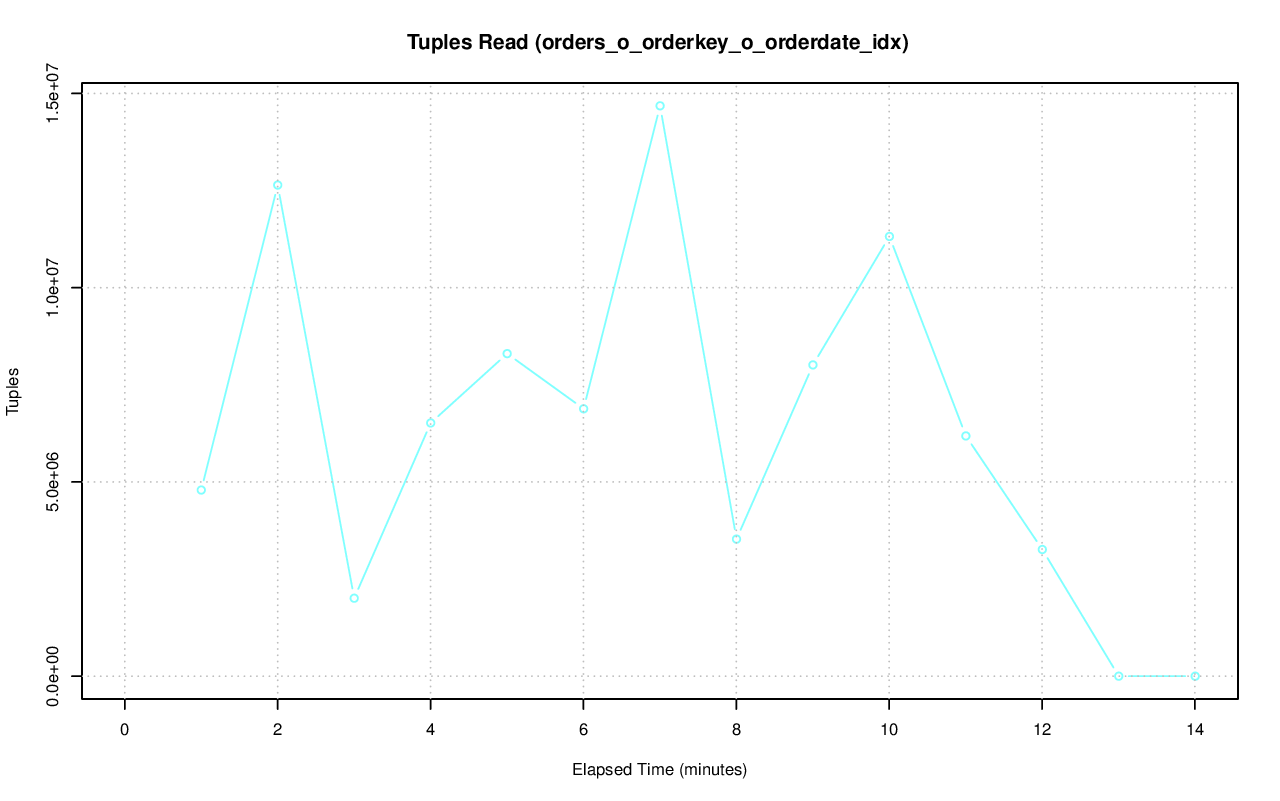 Tuples Read (orders_o_orderkey_o_orderdate_idx)
1.5e+07
1.0e+07
5.0e+06
0.0e+00
Tuples
0 2 4 6 8 10 12 14
Elapsed Time (minutes)